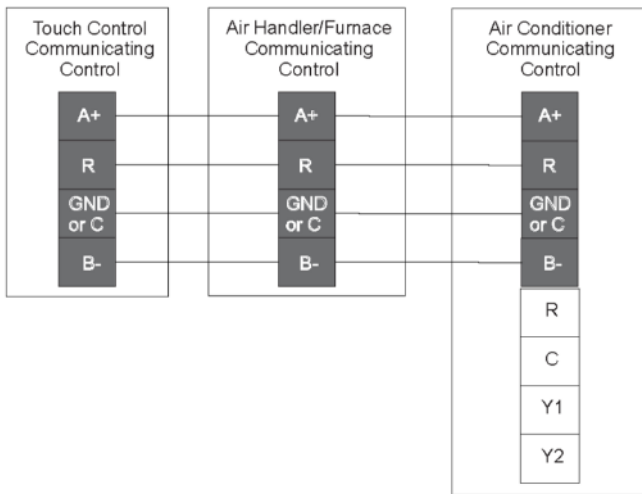 Touch Control
Communicating
Control
A+
R
GND
or C
B-
Air Handler/Furnace
Communicating
Control
A+
R
GND
or C
B-
Air Conditioner
Communicating
Control
A+
R
GND
or C
B-
R
C
Y1
Y2